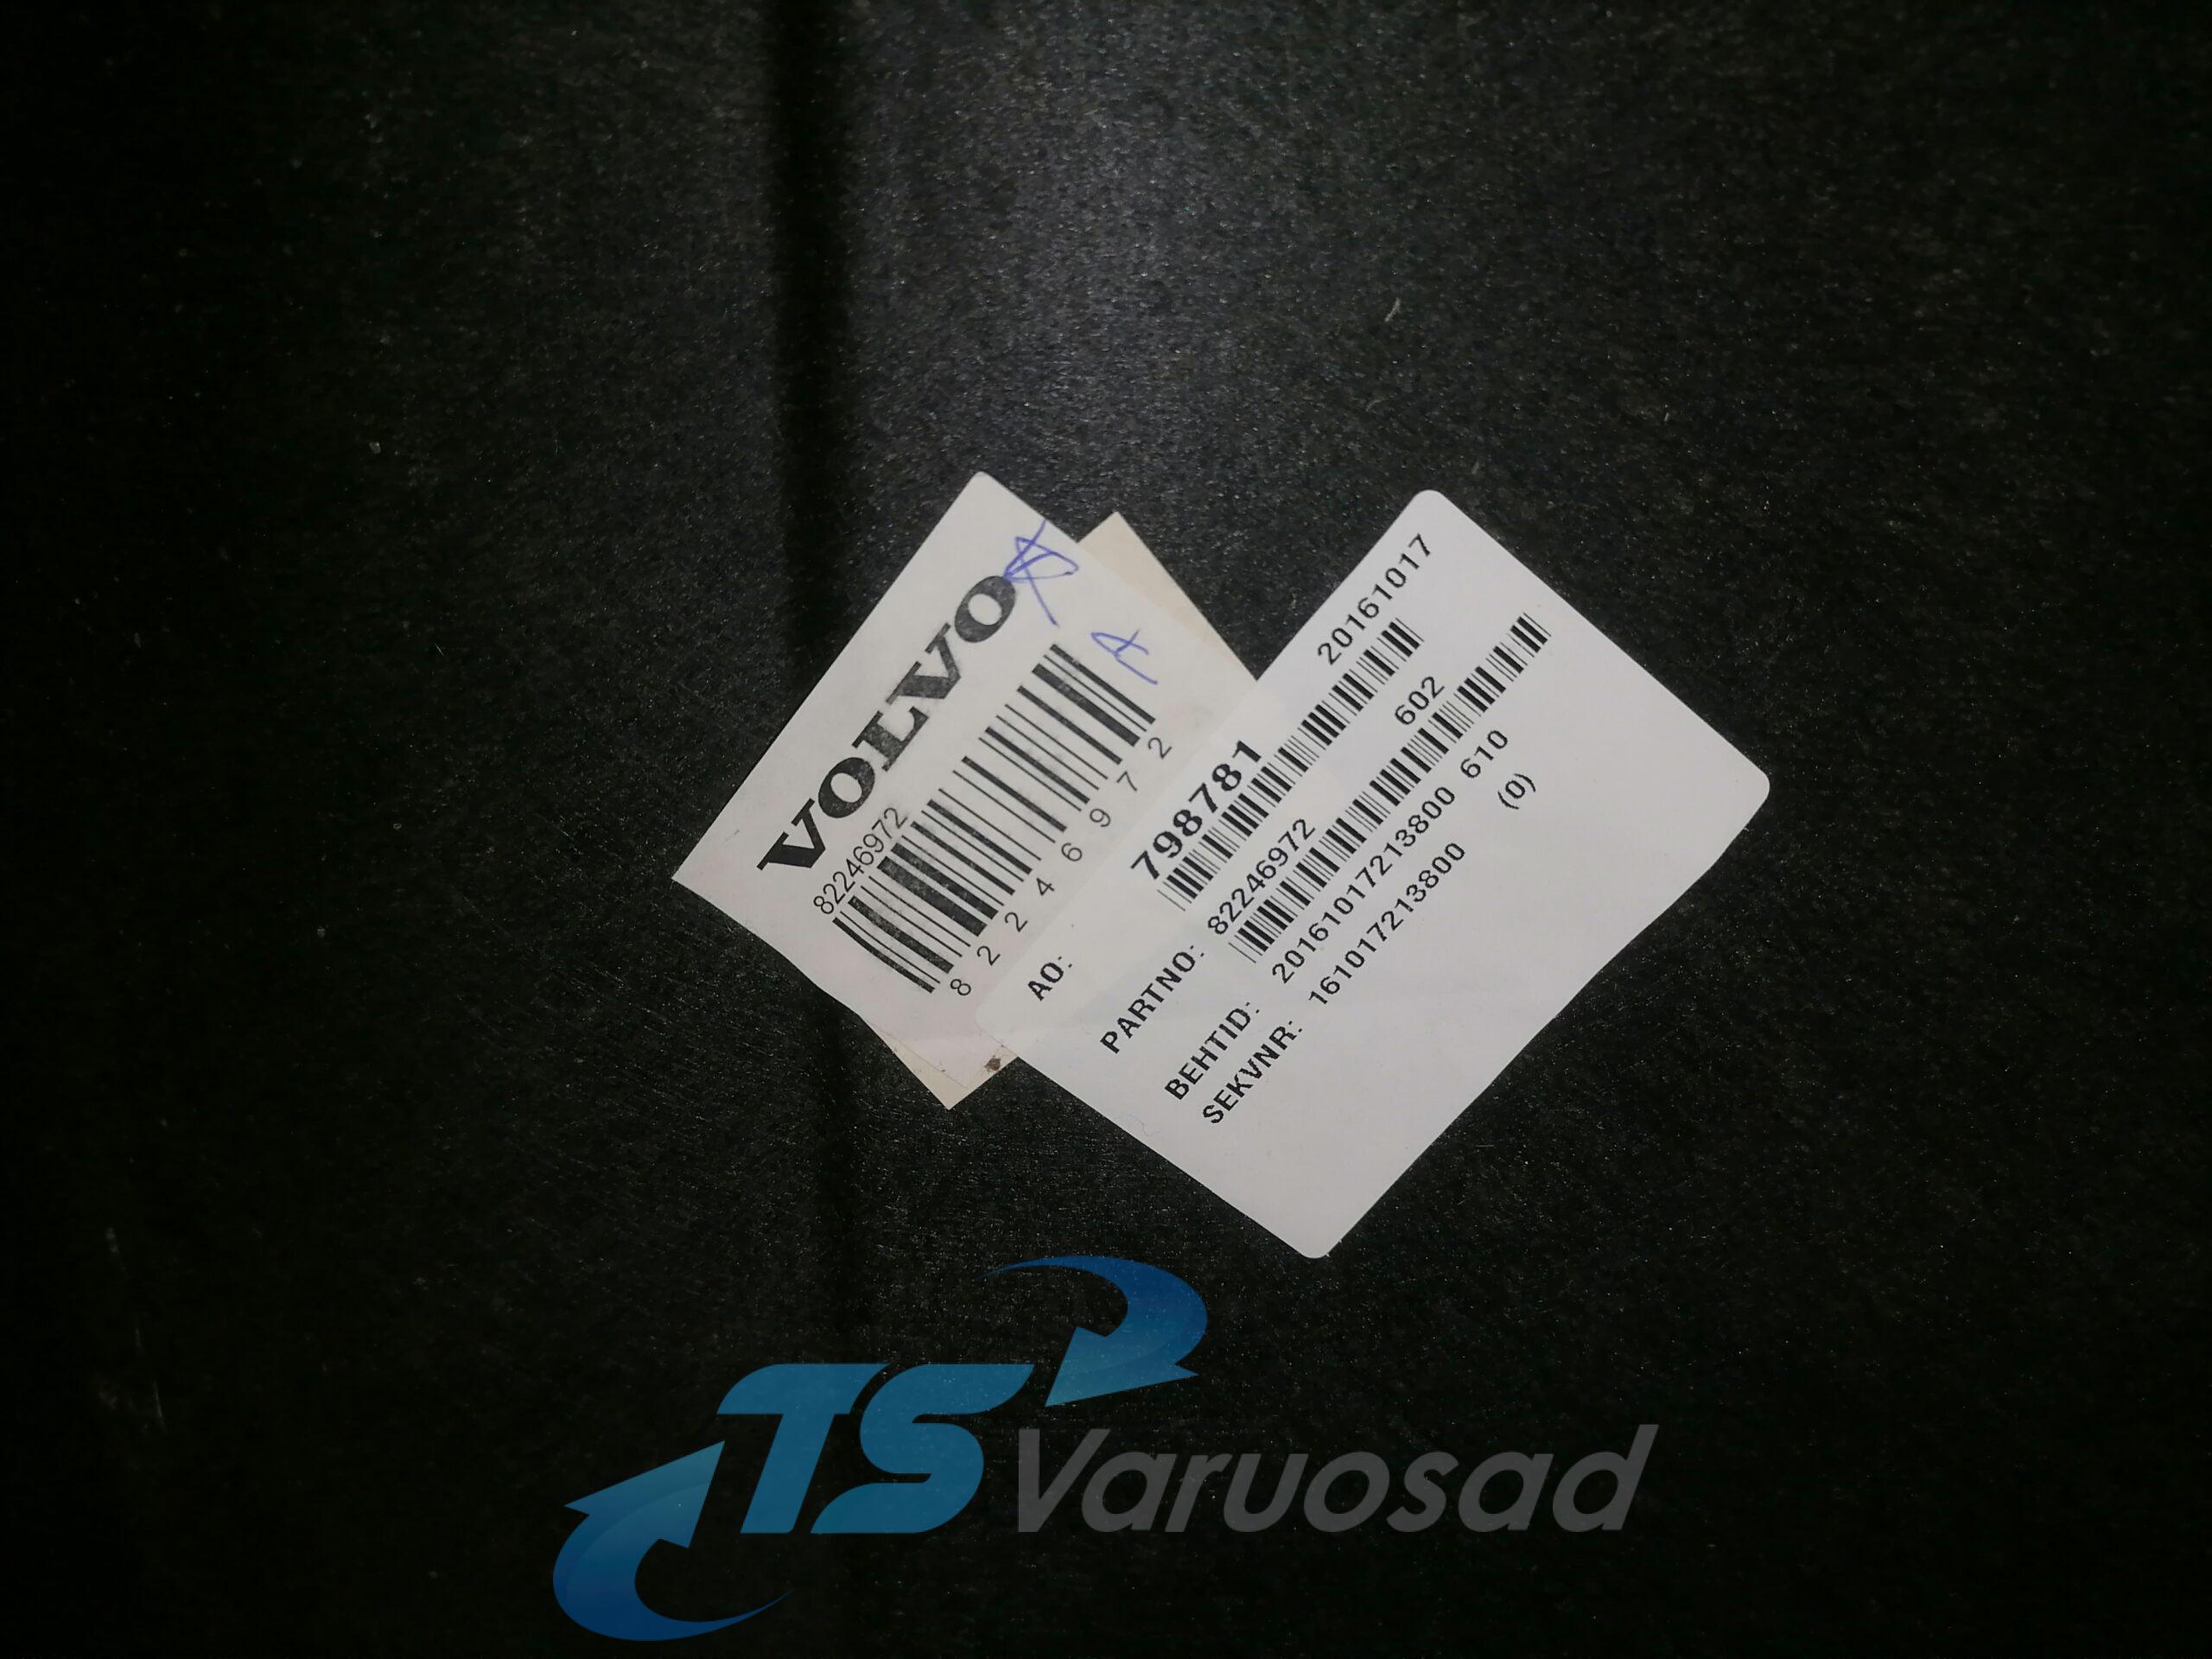 VOLVO
82246972
8 2 2 4 6 9 7 2
A
20161017
AO: 798781
602
PARTNO: 82246972
BEHTID: 20161017213800 610
SEKVNR: 161017213800 (0)
TS Varuosad